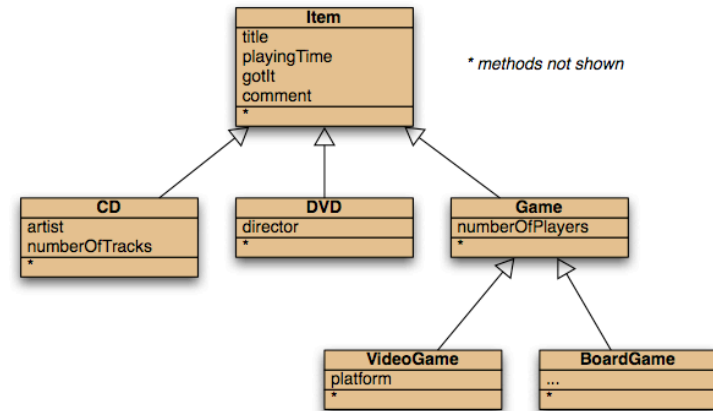 Item
title
playingTime
gotIt
comment
*
* methods not shown
CD
artist
numberOfTracks
*
DVD
director
*
Game
numberOfPlayers
*
VideoGame
platform
*
BoardGame
...
*